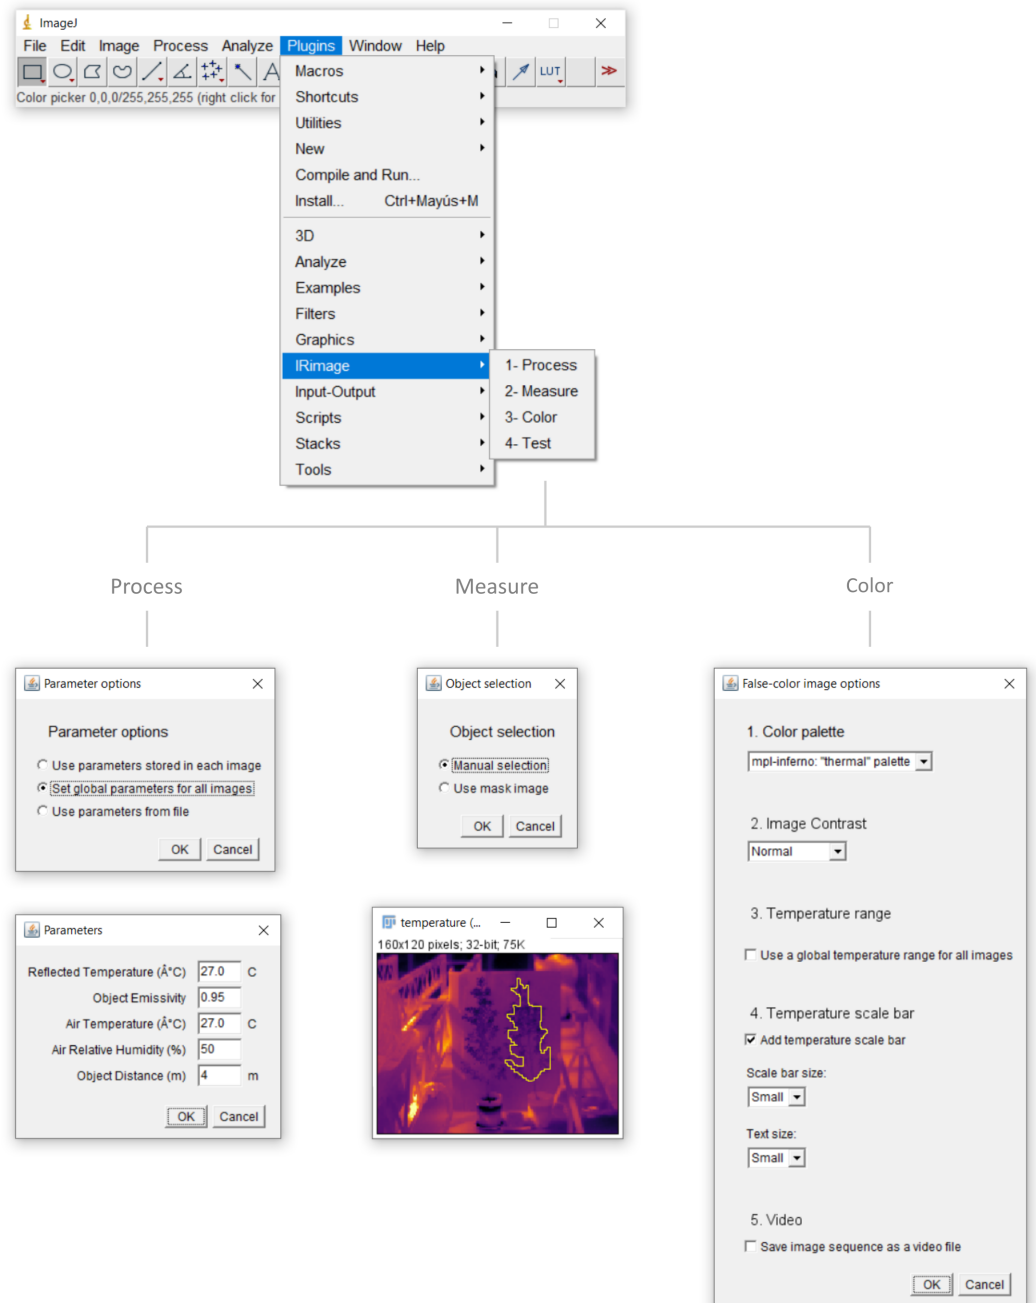 ImageJ
File Edit Image Process Analyze Plugins Window Help
A LUT
Color picker 0,0,0/255,255,255 (right click for
Macros
Shortcuts
Utilities
New
Compile and Run...
Install... Ctrl+Mayús+M
3D
Analyze
Examples
Filters
Graphics
IRimage
Input-Output
Scripts
Stacks
Tools
1- Process
2- Measure
3- Color
4- Test
Process
Measure
Color
Parameter options
Parameter options
Use parameters stored in each image
Set global parameters for all images
Use parameters from file
OK Cancel
Parameters
Reflected Temperature (Â°C) 27.0 C
Object Emissivity 0.95
Air Temperature (Â°C) 27.0 C
Air Relative Humidity (%) 50
Object Distance (m) 4 m
OK Cancel
Object selection
Object selection
Manual selection
Use mask image
OK Cancel
temperature (...
160x120 pixels; 32-bit; 75K
False-color image options
1. Color palette
mpl-inferno: "thermal" palette
2. Image Contrast
Normal
3. Temperature range
Use a global temperature range for all images
4. Temperature scale bar
Add temperature scale bar
Scale bar size:
Small
Text size:
Small
5. Video
Save image sequence as a video file
OK Cancel